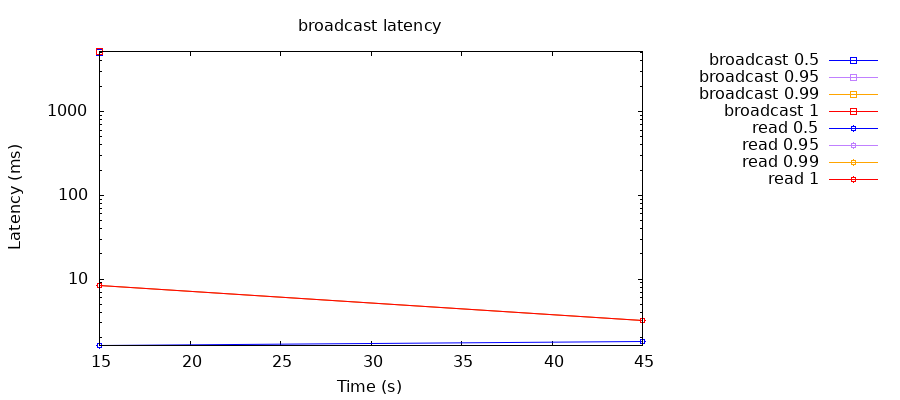 broadcast latency
Latency (ms)
1000
100
10
15 20 25 30 35 40 45
Time (s)
broadcast 0.5
broadcast 0.95
broadcast 0.99
broadcast 1
read 0.5
read 0.95
read 0.99
read 1